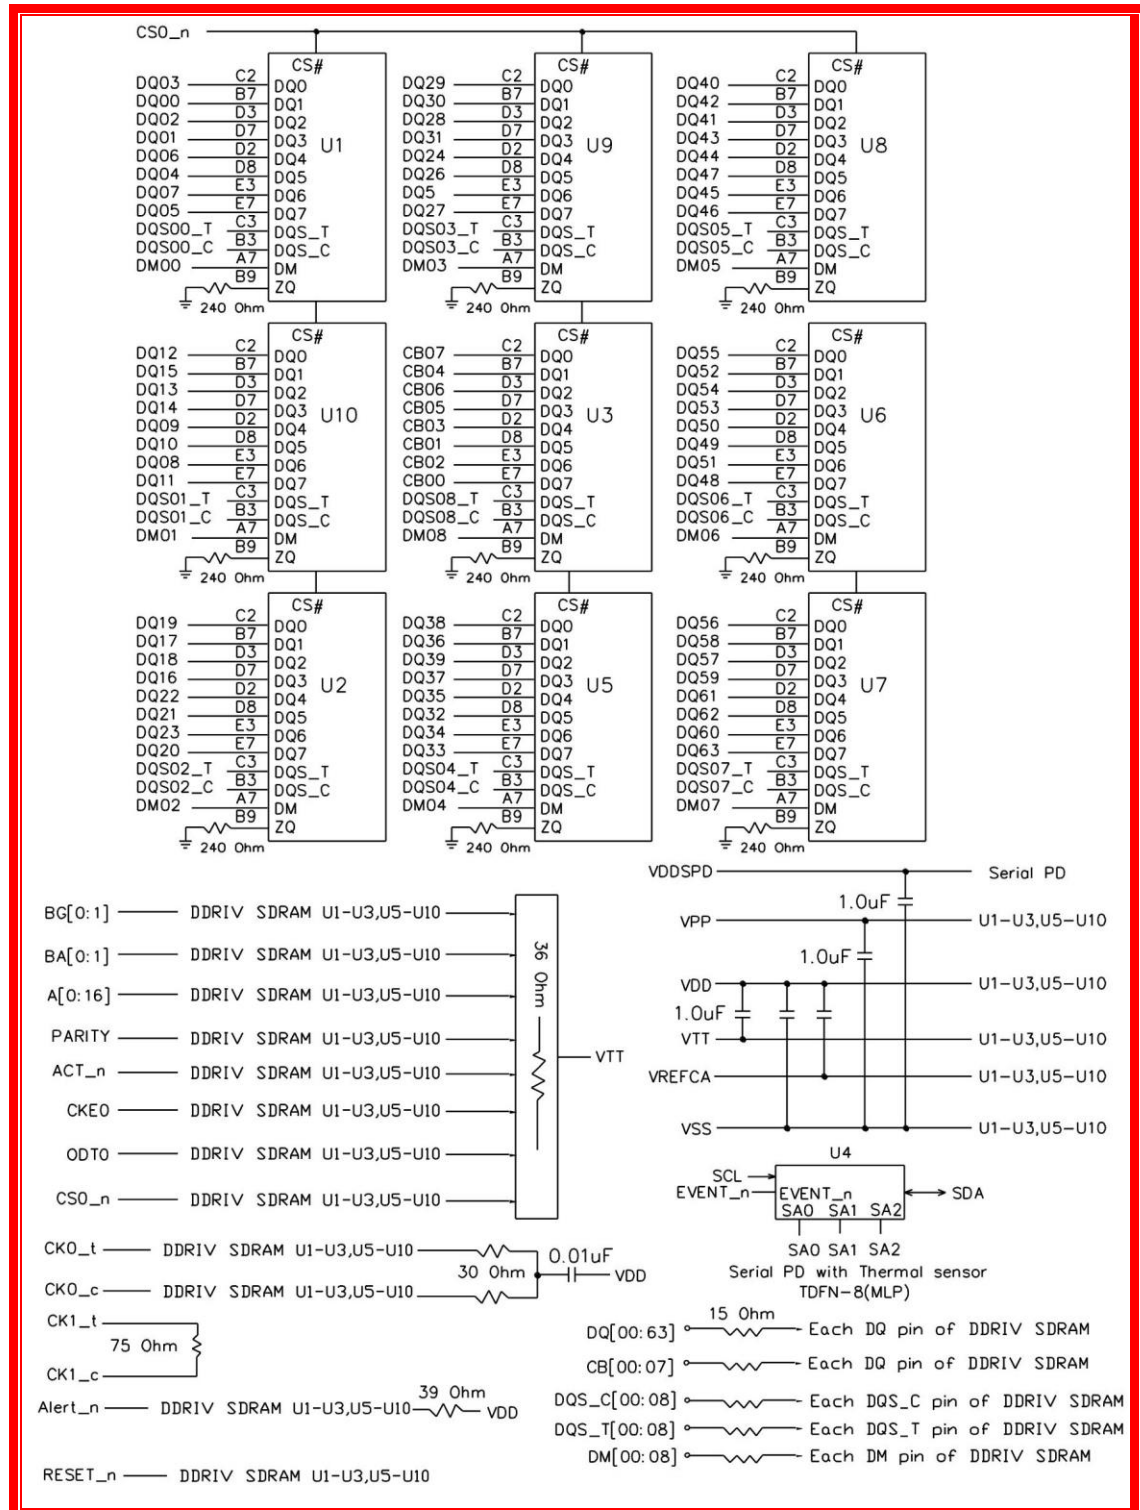 CS0_n
CS#
DQ03 C2 DQ0
DQ00 B7 DQ1
DQ02 D3 DQ2
DQ01 D7 DQ3
U1
DQ06 D2 DQ4
DQ04 D8 DQ5
DQ07 E3 DQ6
DQ05 E7 DQ7
DQS00_T C3 DQS_T
DQS00_C B3 DQS_C
DM00 A7 DM
B9 ZQ
240 Ohm
CS#
DQ29 C2 DQ0
DQ30 B7 DQ1
DQ28 D3 DQ2
DQ31 D7 DQ3
U9
DQ24 D2 DQ4
DQ26 D8 DQ5
DQ5 E3 DQ6
DQ27 E7 DQ7
DQS03_T C3 DQS_T
DQS03_C B3 DQS_C
DM03 A7 DM
B9 ZQ
240 Ohm
CS#
DQ40 C2 DQ0
DQ42 B7 DQ1
DQ41 D3 DQ2
DQ43 D7 DQ3
U8
DQ44 D2 DQ4
DQ47 D8 DQ5
DQ45 E3 DQ6
DQ46 E7 DQ7
DQS05_T C3 DQS_T
DQS05_C B3 DQS_C
DM05 A7 DM
B9 ZQ
240 Ohm
CS#
DQ12 C2 DQ0
DQ15 B7 DQ1
DQ13 D3 DQ2
DQ14 D7 DQ3
U10
DQ09 D2 DQ4
DQ10 D8 DQ5
DQ08 E3 DQ6
DQ11 E7 DQ7
DQS01_T C3 DQS_T
DQS01_C B3 DQS_C
DM01 A7 DM
B9 ZQ
240 Ohm
CS#
CB07 C2 DQ0
CB04 B7 DQ1
CB06 D3 DQ2
CB05 D7 DQ3
U3
CB03 D2 DQ4
CB01 D8 DQ5
CB02 E3 DQ6
CB00 E7 DQ7
DQS08_T C3 DQS_T
DQS08_C B3 DQS_C
DM08 A7 DM
B9 ZQ
240 Ohm
CS#
DQ55 C2 DQ0
DQ52 B7 DQ1
DQ54 D3 DQ2
DQ53 D7 DQ3
U6
DQ50 D2 DQ4
DQ49 D8 DQ5
DQ51 E3 DQ6
DQ48 E7 DQ7
DQS06_T C3 DQS_T
DQS06_C B3 DQS_C
DM06 A7 DM
B9 ZQ
240 Ohm
CS#
DQ19 C2 DQ0
DQ17 B7 DQ1
DQ18 D3 DQ2
DQ16 D7 DQ3
U2
DQ22 D2 DQ4
DQ21 D8 DQ5
DQ23 E3 DQ6
DQ20 E7 DQ7
DQS02_T C3 DQS_T
DQS02_C B3 DQS_C
DM02 A7 DM
B9 ZQ
240 Ohm
CS#
DQ38 C2 DQ0
DQ36 B7 DQ1
DQ39 D3 DQ2
DQ37 D7 DQ3
U5
DQ35 D2 DQ4
DQ32 D8 DQ5
DQ34 E3 DQ6
DQ33 E7 DQ7
DQS04_T C3 DQS_T
DQS04_C B3 DQS_C
DM04 A7 DM
B9 ZQ
240 Ohm
CS#
DQ56 C2 DQ0
DQ58 B7 DQ1
DQ57 D3 DQ2
DQ59 D7 DQ3
U7
DQ61 D2 DQ4
DQ62 D8 DQ5
DQ60 E3 DQ6
DQ63 E7 DQ7
DQS07_T C3 DQS_T
DQS07_C B3 DQS_C
DM07 A7 DM
B9 ZQ
240 Ohm
BG[0:1] DDRIV SDRAM U1-U3,U5-U10
BA[0:1] DDRIV SDRAM U1-U3,U5-U10
A[0:16] DDRIV SDRAM U1-U3,U5-U10
PARITY DDRIV SDRAM U1-U3,U5-U10
ACT_n DDRIV SDRAM U1-U3,U5-U10
CKE0 DDRIV SDRAM U1-U3,U5-U10
ODT0 DDRIV SDRAM U1-U3,U5-U10
CS0_n DDRIV SDRAM U1-U3,U5-U10
36 Ohm
VTT
VDDSPD Serial PD
1.0uF
VPP U1-U3,U5-U10
1.0uF
VDD U1-U3,U5-U10
1.0uF
VTT U1-U3,U5-U10
VREFCA U1-U3,U5-U10
VSS U1-U3,U5-U10
U4
SCL
EVENT_n EVENT_n SDA
SA0 SA1 SA2
SA0 SA1 SA2
Serial PD with Thermal sensor
TDFN-8(MLP)
CK0_t DDRIV SDRAM U1-U3,U5-U10
30 Ohm 0.01uF VDD
CK0_c DDRIV SDRAM U1-U3,U5-U10
CK1_t
75 Ohm
CK1_c
Alert_n DDRIV SDRAM U1-U3,U5-U10 39 Ohm VDD
RESET_n DDRIV SDRAM U1-U3,U5-U10
15 Ohm
DQ[00:63] Each DQ pin of DDRIV SDRAM
CB[00:07] Each DQ pin of DDRIV SDRAM
DQS_C[00:08] Each DQS_C pin of DDRIV SDRAM
DQS_T[00:08] Each DQS_T pin of DDRIV SDRAM
DM[00:08] Each DM pin of DDRIV SDRAM